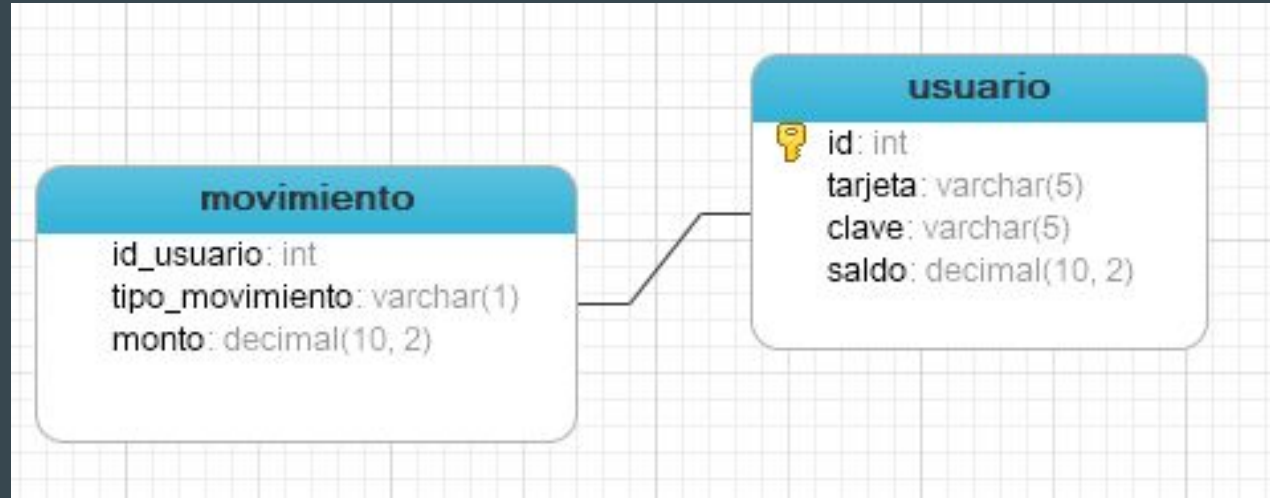 movimiento
id_usuario: int
tipo_movimiento: varchar(1)
monto: decimal(10, 2)
usuario
id: int
tarjeta: varchar(5)
clave: varchar(5)
saldo: decimal(10, 2)